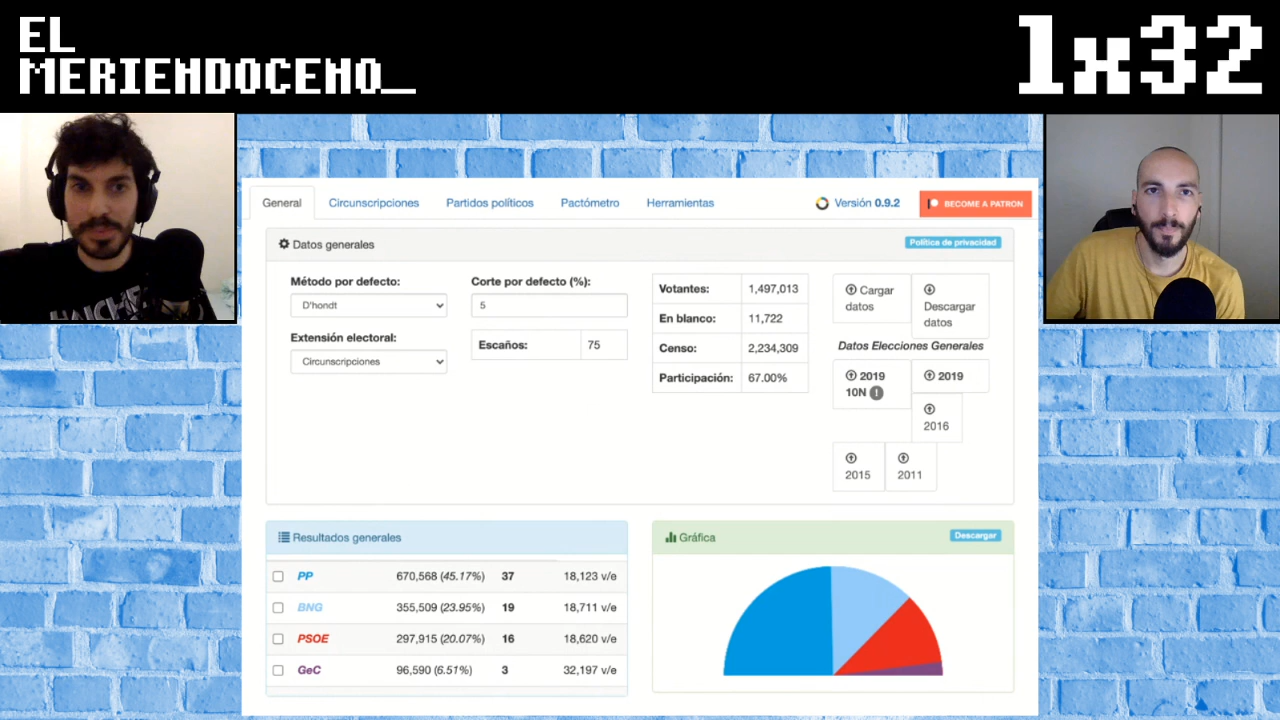 EL
MERIENDOCENO_
1x32
General Circunscripciones Partidos políticos Pactómetro Herramientas Versión 0.9.2 BECOME A PATRON
Datos generales Política de privacidad
Método por defecto:
D'hondt
Extensión electoral:
Circunscripciones
Corte por defecto (%):
5
Escaños: 75
Votantes: 1,497,013
En blanco: 11,722
Censo: 2,234,309
Participación: 67.00%
Cargar
datos
Descargar
datos
Datos Elecciones Generales
2019
10N !
2019
2016
2015
2011
Resultados generales
PP 670,568 (45.17%) 37 18,123 v/e
BNG 355,509 (23.95%) 19 18,711 v/e
PSOE 297,915 (20.07%) 16 18,620 v/e
GeC 96,590 (6.51%) 3 32,197 v/e
Gráfica Descargar